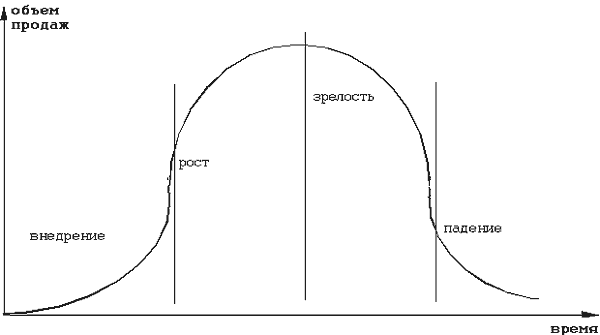 объем
продаж
зрелость
рост
внедрение
падение
время